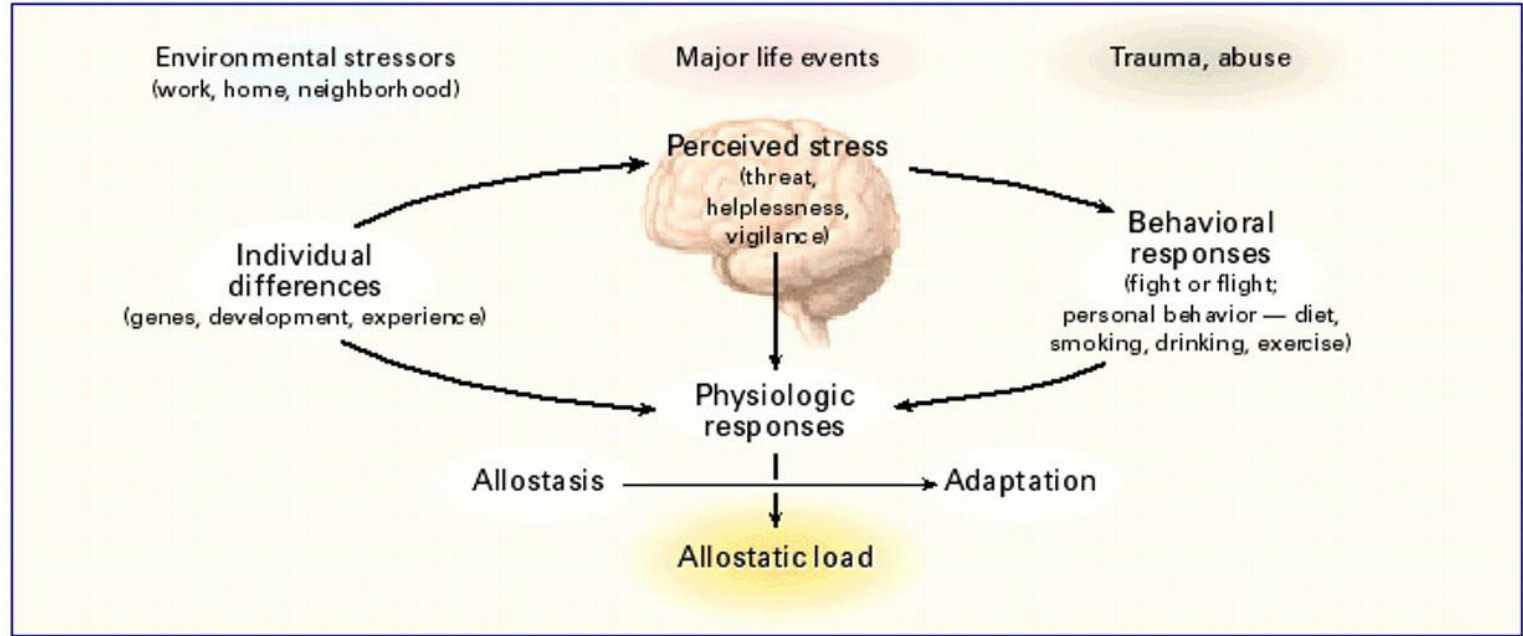 Environmental stressors
(work, home, neighborhood)
Major life events
Trauma, abuse
Perceived stress
(threat,
helplessness,
vigilance)
Individual
differences
(genes, development, experience)
Behavioral
responses
(fight or flight;
personal behavior — diet,
smoking, drinking, exercise)
Physiologic
responses
Allostasis
Adaptation
Allostatic load